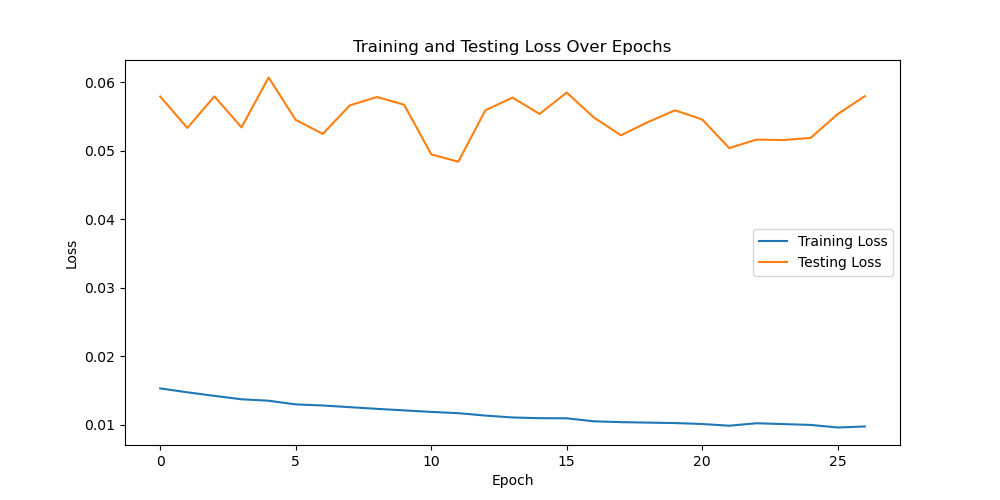 Training and Testing Loss Over Epochs
0.06
0.05
0.04
0.03
0.02
0.01
Loss
Training Loss
Testing Loss
0 5 10 15 20 25
Epoch